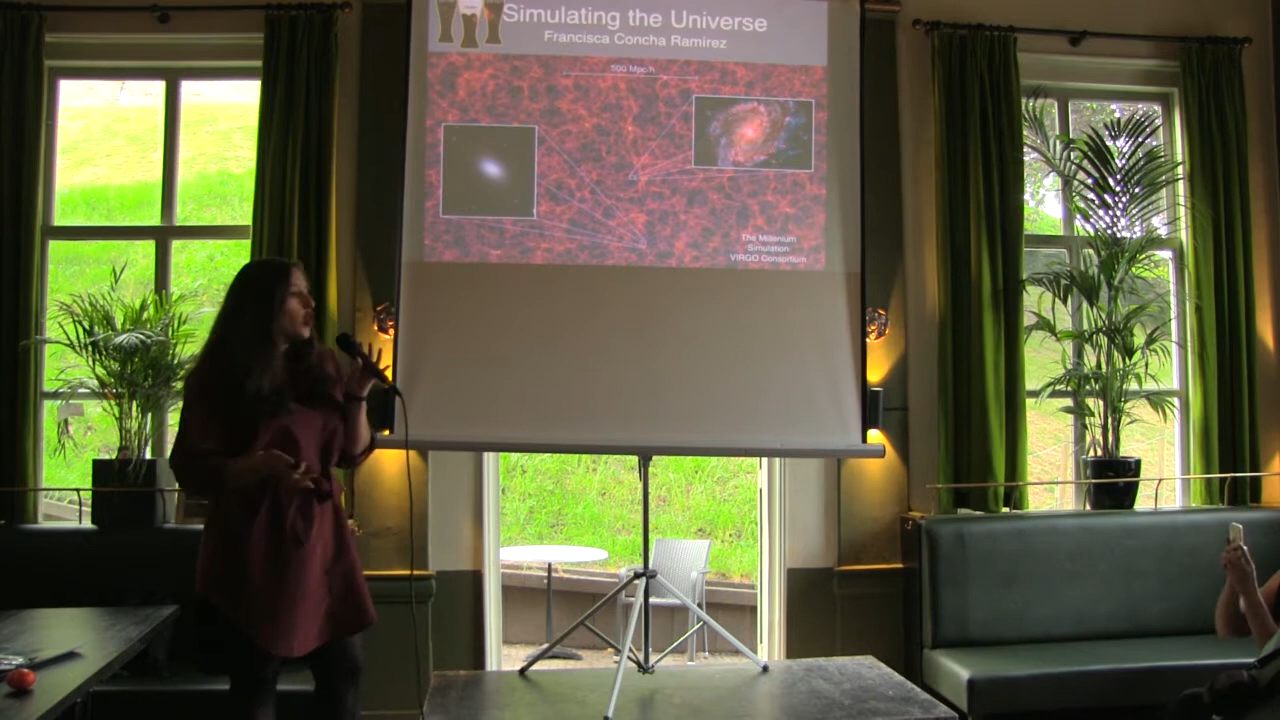 Simulating the Universe
Francisca Concha Ramirez
500 Mpc/h
The Millenium
Simulation
VIRGO Consortium